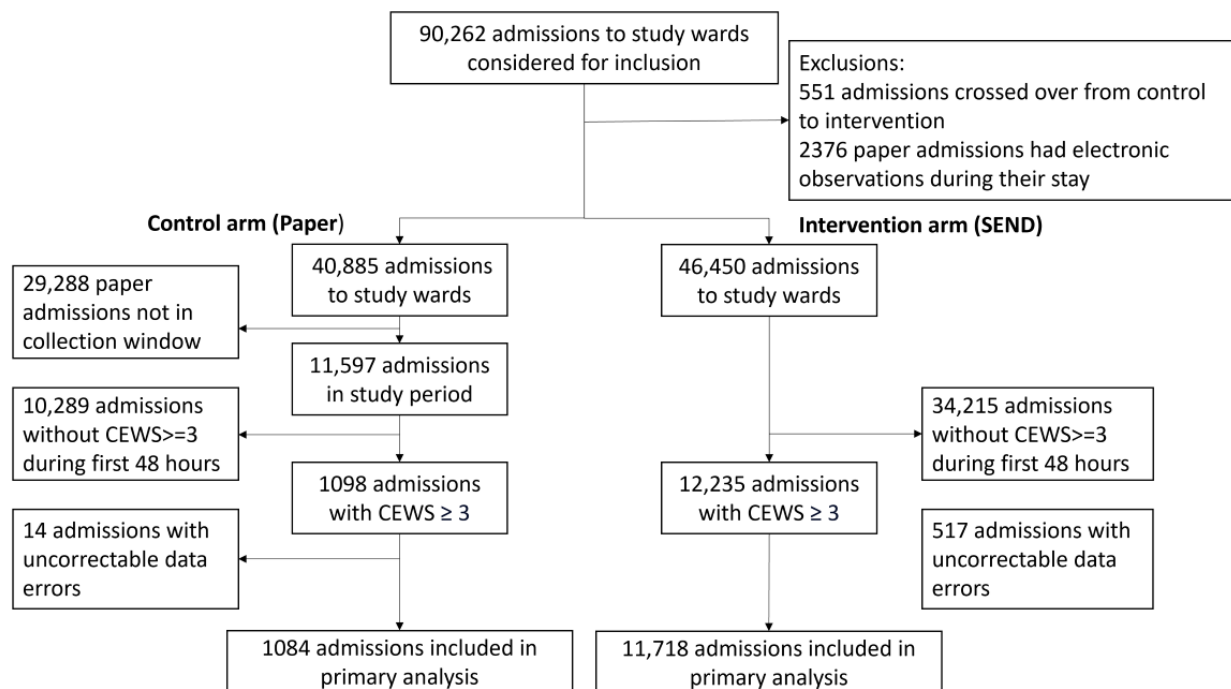 90,262 admissions to study wards
considered for inclusion
Exclusions:
551 admissions crossed over from control
to intervention
2376 paper admissions had electronic
observations during their stay
Control arm (Paper)
Intervention arm (SEND)
40,885 admissions
to study wards
46,450 admissions
to study wards
29,288 paper
admissions not in
collection window
11,597 admissions
in study period
10,289 admissions
without CEWS>=3
during first 48 hours
34,215 admissions
without CEWS>=3
during first 48 hours
1098 admissions
with CEWS ≥ 3
12,235 admissions
with CEWS ≥ 3
14 admissions with
uncorrectable data
errors
517 admissions with
uncorrectable data
errors
1084 admissions included in
primary analysis
11,718 admissions included in
primary analysis